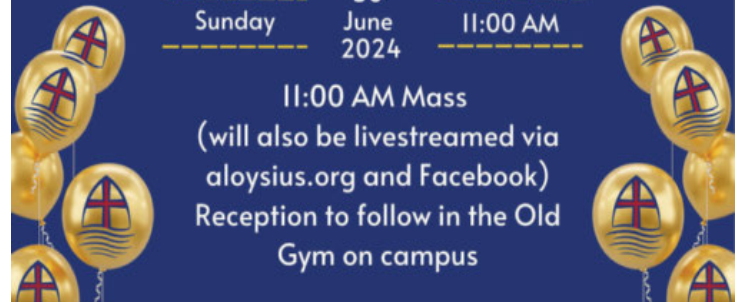 Sunday
June
11:00 AM
2024
11:00 AM Mass
(will also be livestreamed via
aloysius.org and Facebook)
Reception to follow in the Old
Gym on campus